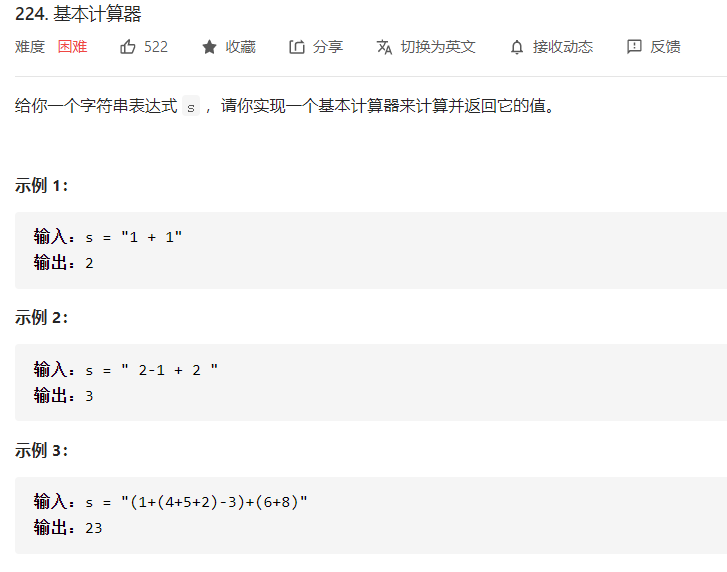 224. 基本计算器
难度 困难 522 收藏 分享 切换为英文 接收动态 反馈
给你一个字符串表达式 s ，请你实现一个基本计算器来计算并返回它的值。
示例 1：
输入：s = "1 + 1"
输出：2
示例 2：
输入：s = " 2-1 + 2 "
输出：3
示例 3：
输入：s = "(1+(4+5+2)-3)+(6+8)"
输出：23